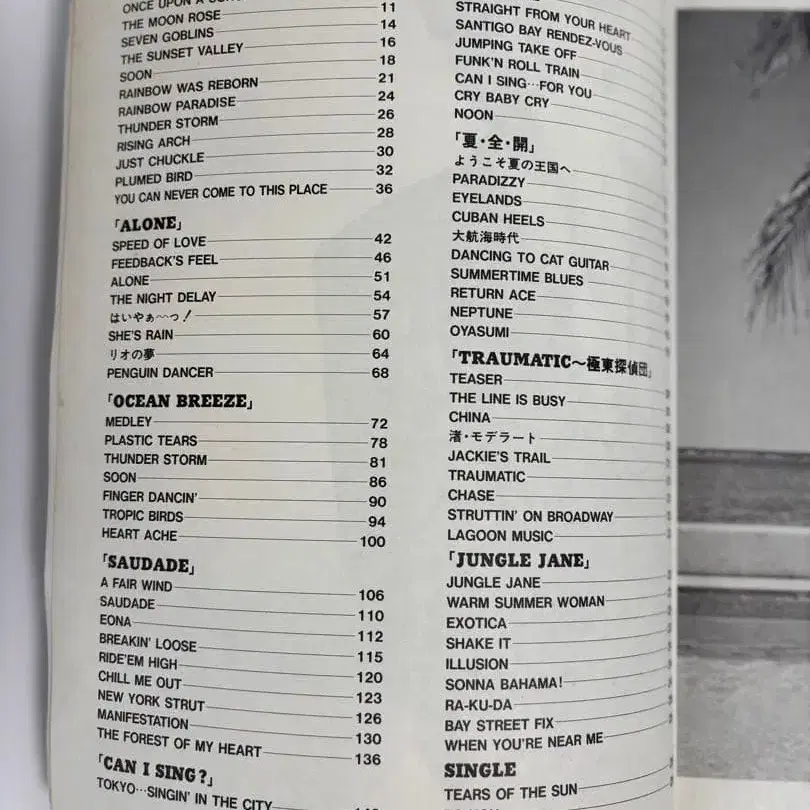 ONCE UPON A
THE MOON ROSE 11
SEVEN GOBLINS 14
THE SUNSET VALLEY 16
SOON 18
RAINBOW WAS REBORN 21
RAINBOW PARADISE 24
THUNDER STORM 26
RISING ARCH 28
JUST CHUCKLE 30
PLUMED BIRD 32
YOU CAN NEVER COME TO THIS PLACE 36
「ALONE」
SPEED OF LOVE 42
FEEDBACK'S FEEL 46
ALONE 51
THE NIGHT DELAY 54
はいやぁ〜〜っ! 57
SHE'S RAIN 60
リオの夢 64
PENGUIN DANCER 68
「OCEAN BREEZE」
MEDLEY 72
PLASTIC TEARS 78
THUNDER STORM 81
SOON 86
FINGER DANCIN' 90
TROPIC BIRDS 94
HEART ACHE 100
「SAUDADE」
A FAIR WIND 106
SAUDADE 110
EONA 112
BREAKIN' LOOSE 115
RIDE'EM HIGH 120
CHILL ME OUT 123
NEW YORK STRUT 126
MANIFESTATION 130
THE FOREST OF MY HEART 136
「CAN I SING?」
TOKYO…SINGIN' IN THE CITY
STRAIGHT FROM YOUR HEART
SANTIGO BAY RENDEZ-VOUS
JUMPING TAKE OFF
FUNK'N ROLL TRAIN
CAN I SING…FOR YOU
CRY BABY CRY
NOON
「夏・全・開」
ようこそ夏の王国へ
PARADIZZY
EYELANDS
CUBAN HEELS
大航海時代
DANCING TO CAT GUITAR
SUMMERTIME BLUES
RETURN ACE
NEPTUNE
OYASUMI
「TRAUMATIC〜極東探偵団」
TEASER
THE LINE IS BUSY
CHINA
渚・モデラート
JACKIE'S TRAIL
TRAUMATIC
CHASE
STRUTTIN' ON BROADWAY
LAGOON MUSIC
「JUNGLE JANE」
JUNGLE JANE
WARM SUMMER WOMAN
EXOTICA
SHAKE IT
ILLUSION
SONNA BAHAMA!
RA-KU-DA
BAY STREET FIX
WHEN YOU'RE NEAR ME
SINGLE
TEARS OF THE SUN